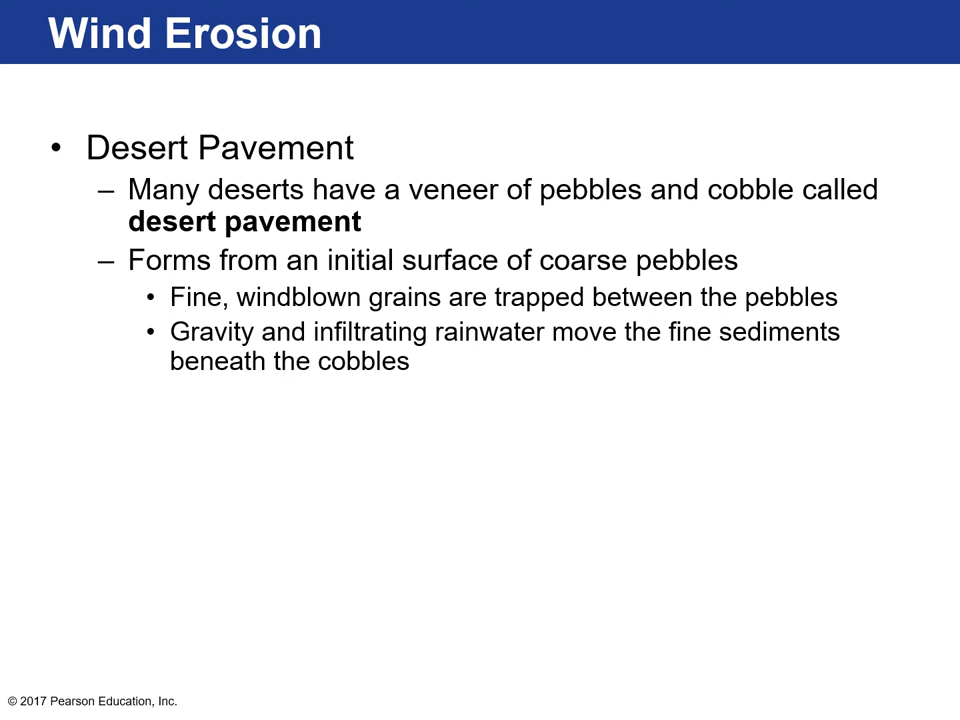 Wind Erosion
• Desert Pavement
– Many deserts have a veneer of pebbles and cobble called
desert pavement
– Forms from an initial surface of coarse pebbles
• Fine, windblown grains are trapped between the pebbles
• Gravity and infiltrating rainwater move the fine sediments
beneath the cobbles
© 2017 Pearson Education, Inc.